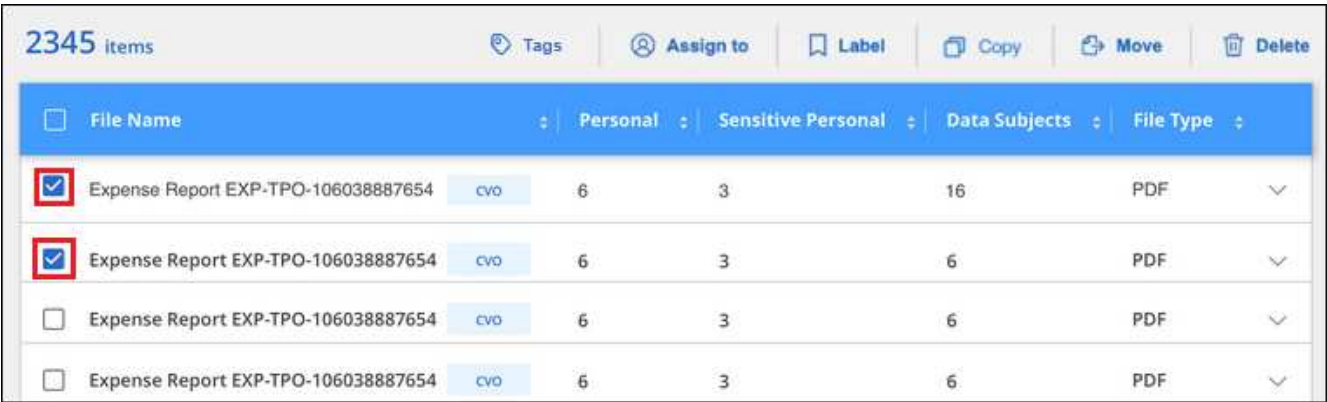 2345 items Tags Assign to Label Copy Move Delete
File Name Personal Sensitive Personal Data Subjects File Type
Expense Report EXP-TPO-106038887654 CVO 6 3 16 PDF
Expense Report EXP-TPO-106038887654 CVO 6 3 6 PDF
Expense Report EXP-TPO-106038887654 CVO 6 3 6 PDF
Expense Report EXP-TPO-106038887654 CVO 6 3 6 PDF